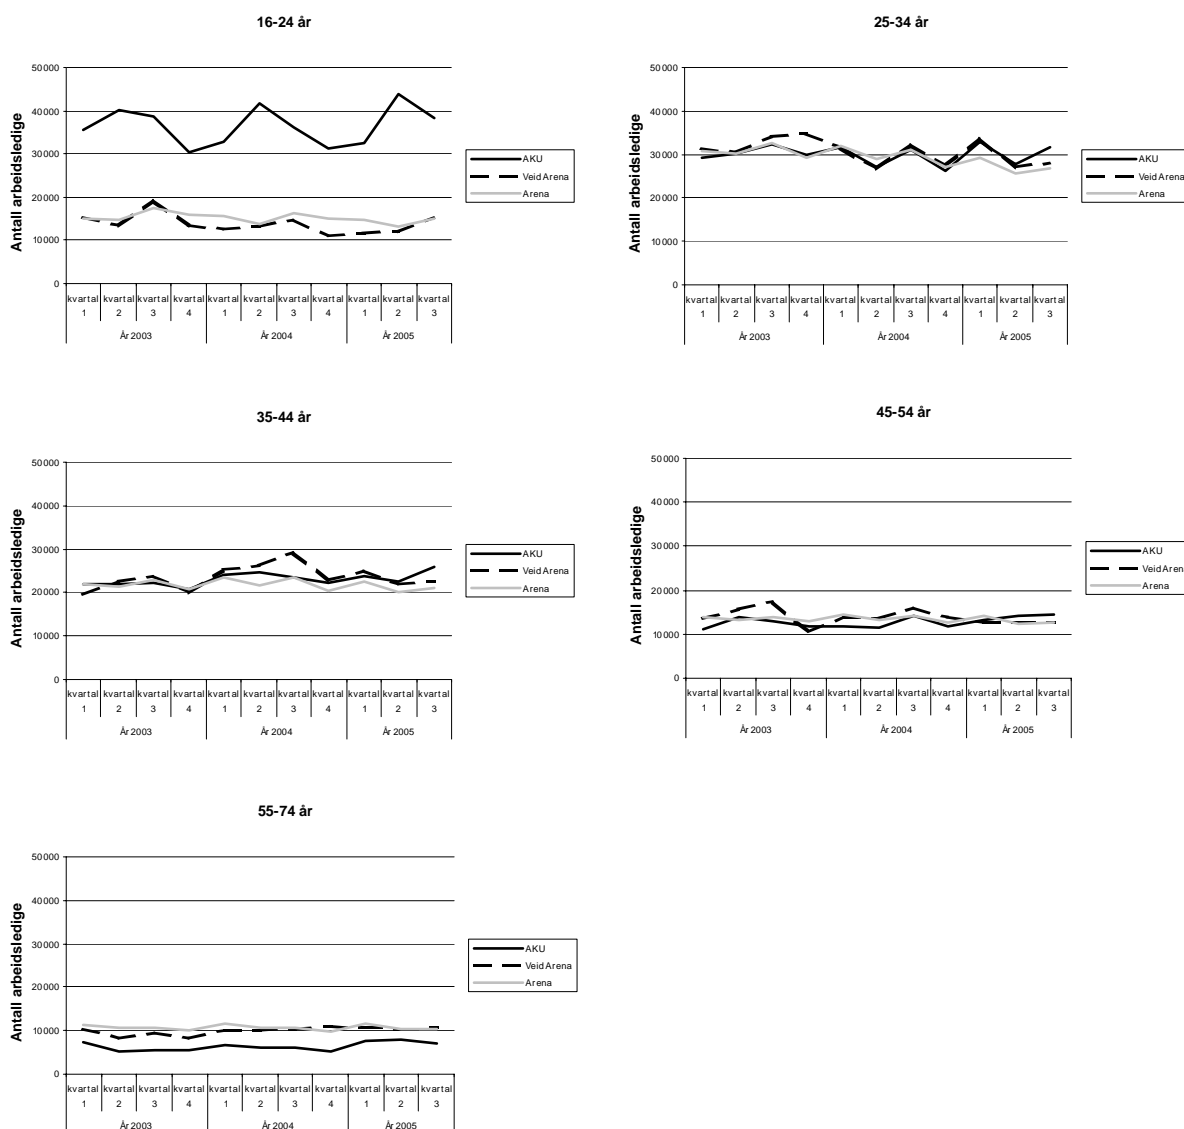 16-24 år
Antall arbeidsledige
50000
40000
30000
20000
10000
0
kvartal kvartal kvartal kvartal kvartal kvartal kvartal kvartal kvartal kvartal kvartal
1 2 3 4 1 2 3 4 1 2 3
År 2003 År 2004 År 2005
AKU
Veid Arena
Arena
25-34 år
Antall arbeidsledige
50000
40000
30000
20000
10000
0
kvartal kvartal kvartal kvartal kvartal kvartal kvartal kvartal kvartal kvartal kvartal
1 2 3 4 1 2 3 4 1 2 3
År 2003 År 2004 År 2005
AKU
Veid Arena
Arena
35-44 år
Antall arbeidsledige
50000
40000
30000
20000
10000
0
kvartal kvartal kvartal kvartal kvartal kvartal kvartal kvartal kvartal kvartal kvartal
1 2 3 4 1 2 3 4 1 2 3
År 2003 År 2004 År 2005
AKU
Veid Arena
Arena
45-54 år
Antall arbeidsledige
50000
40000
30000
20000
10000
0
kvartal kvartal kvartal kvartal kvartal kvartal kvartal kvartal kvartal kvartal kvartal
1 2 3 4 1 2 3 4 1 2 3
År 2003 År 2004 År 2005
AKU
Veid Arena
Arena
55-74 år
Antall arbeidsledige
50000
40000
30000
20000
10000
0
kvartal kvartal kvartal kvartal kvartal kvartal kvartal kvartal kvartal kvartal kvartal
1 2 3 4 1 2 3 4 1 2 3
År 2003 År 2004 År 2005
AKU
Veid Arena
Arena